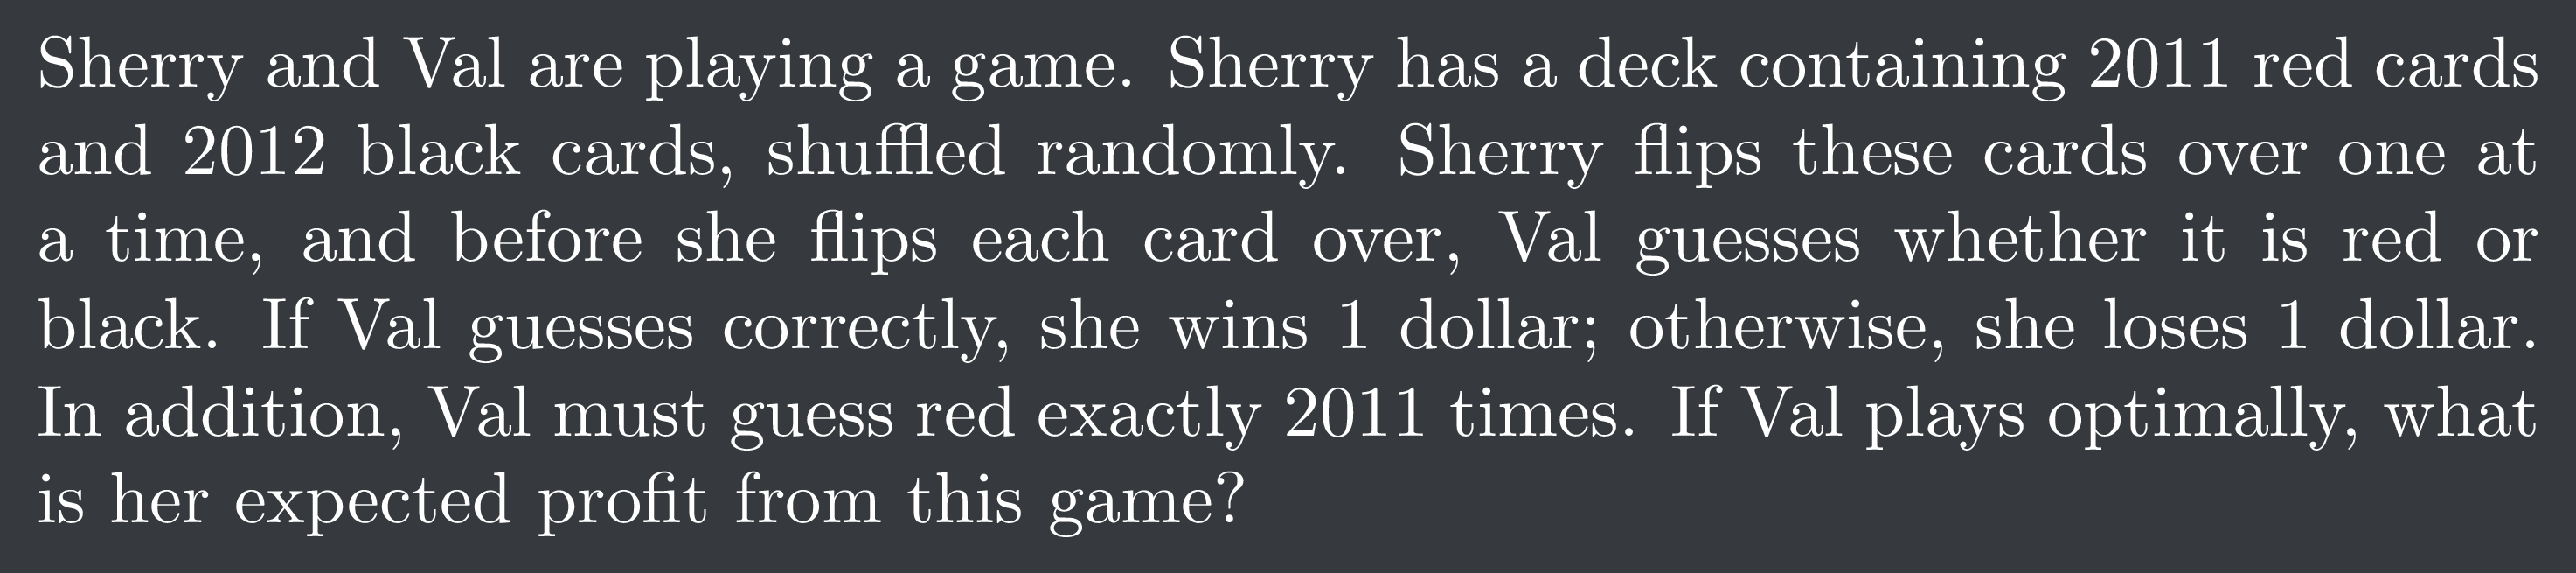 Sherry and Val are playing a game. Sherry has a deck containing 2011 red cards
and 2012 black cards, shuffled randomly. Sherry flips these cards over one at
a time, and before she flips each card over, Val guesses whether it is red or
black. If Val guesses correctly, she wins 1 dollar; otherwise, she loses 1 dollar.
In addition, Val must guess red exactly 2011 times. If Val plays optimally, what
is her expected profit from this game?